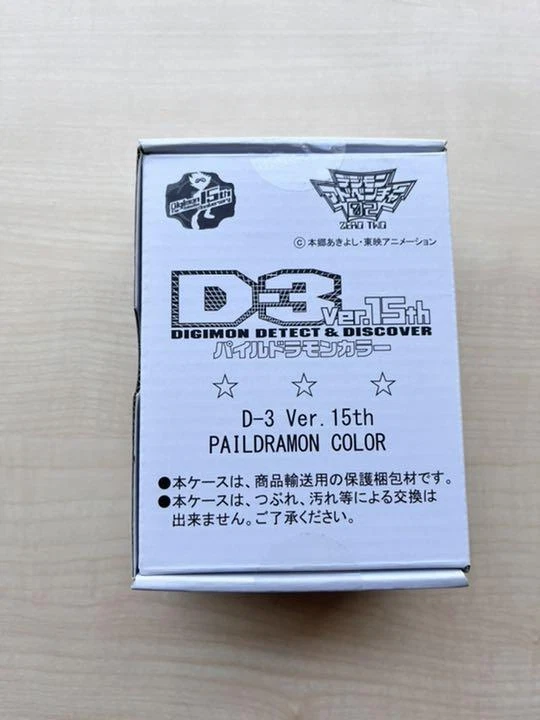 Digimon 15th
the Television Anniversary
デジモン
アドベンチャー
02
ZERO TWO
© 本郷あきよし・東映アニメーション
D-3 Ver.15th
DIGIMON DETECT & DISCOVER
パイルドラモンカラー
☆ ☆ ☆
D-3 Ver.15th
PAILDRAMON COLOR
●本ケースは、商品輸送用の保護梱包材です。
●本ケースは、つぶれ、汚れ等による交換は
出来ません。ご了承ください。